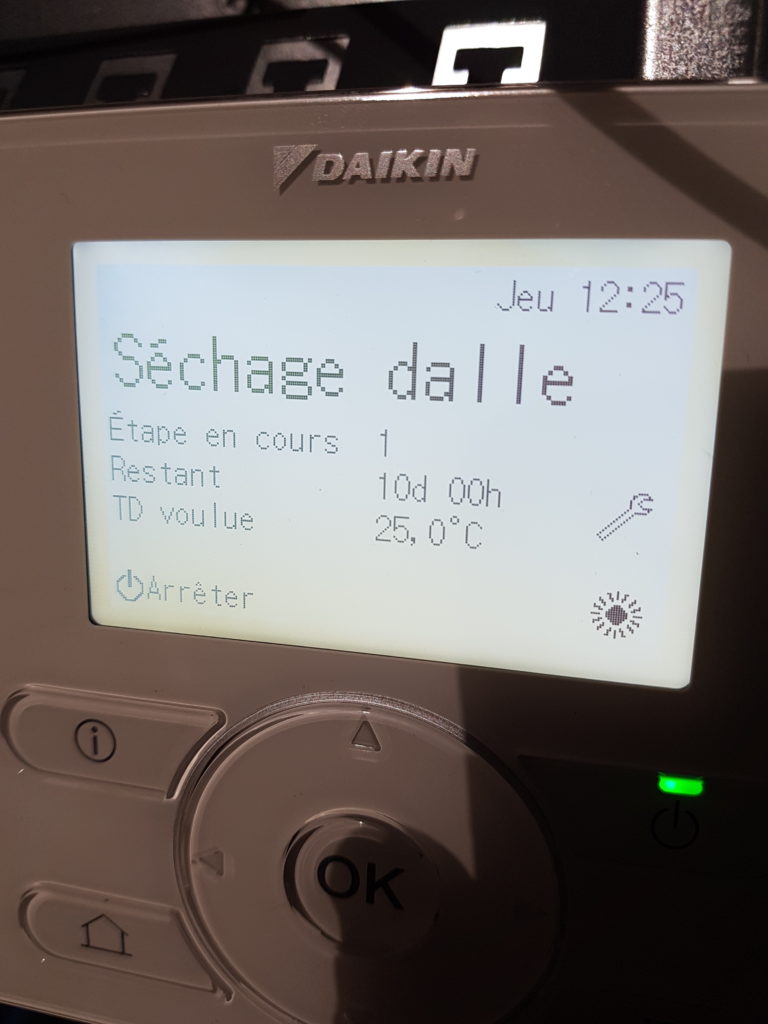 DAIKIN
Jeu 12:25
Séchage dalle
Étape en cours 1
Restant 10d 00h
TD voulue 25,0°C
Arrêter
i
OK